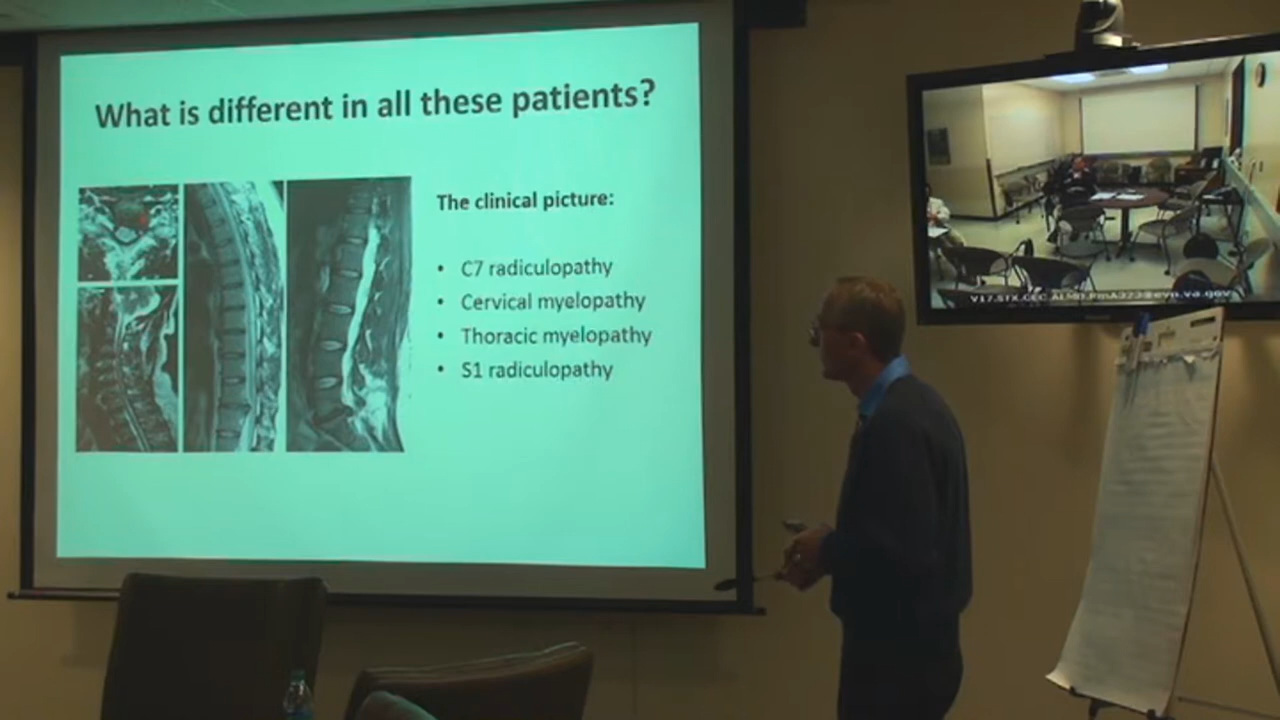 What is different in all these patients?
The clinical picture:
• C7 radiculopathy
• Cervical myelopathy
• Thoracic myelopathy
• S1 radiculopathy